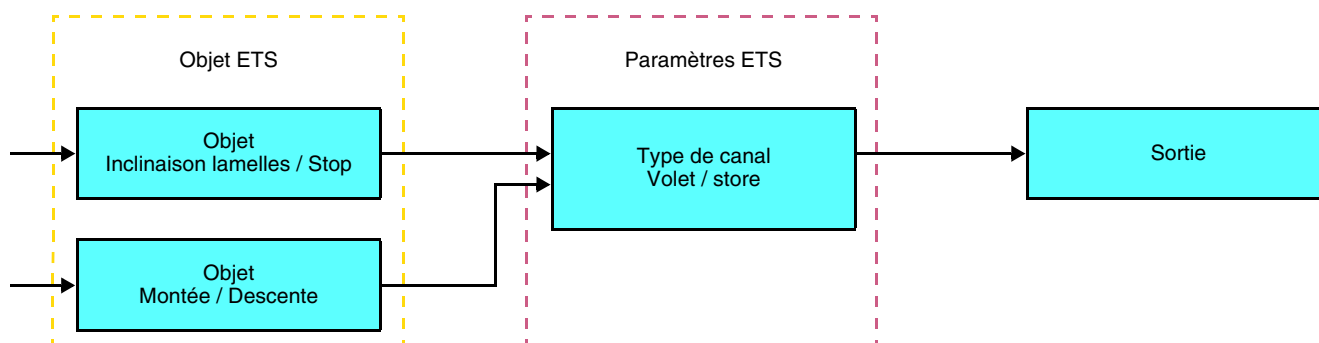 Objet ETS
Paramètres ETS
Objet
Inclinaison lamelles / Stop
Type de canal
Volet / store
Sortie
Objet
Montée / Descente